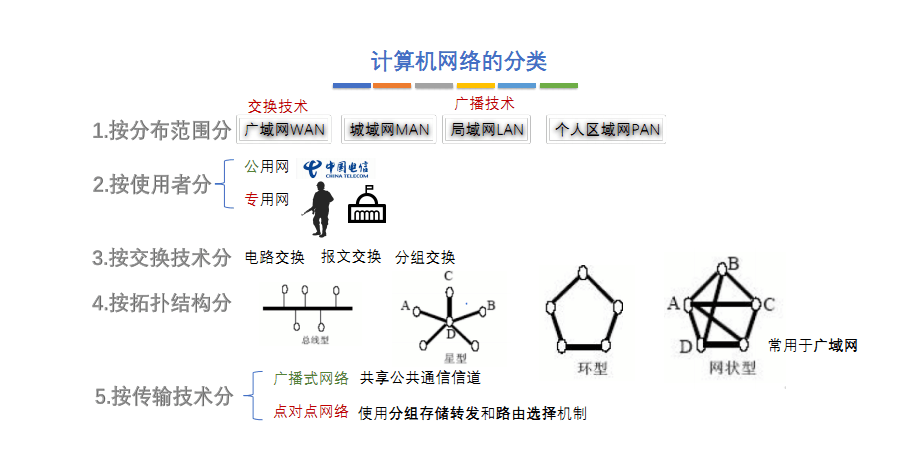 计算机网络的分类
交换技术 广播技术
1.按分布范围分 广域网WAN 城域网MAN 局域网LAN 个人区域网PAN
公用网 中国电信 CHINA TELECOM
2.按使用者分
专用网
3.按交换技术分 电路交换 报文交换 分组交换
4.按拓扑结构分
总线型
C
A B
D
星型
环型
B
A C
D
网状型
常用于广域网
广播式网络 共享公共通信信道
5.按传输技术分
点对点网络 使用分组存储转发和路由选择机制